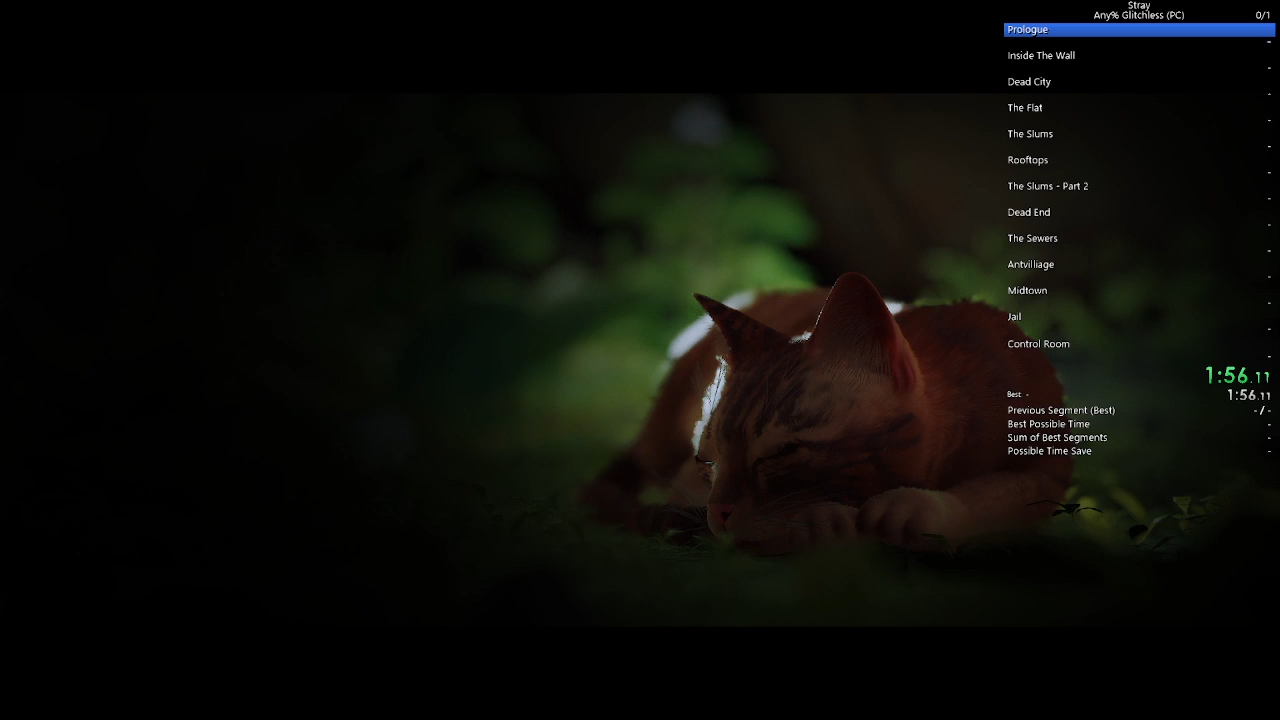 Stray
Any% Glitchless (PC) 0/1
Prologue -
Inside The Wall -
Dead City -
The Flat -
The Slums -
Rooftops -
The Slums - Part 2 -
Dead End -
The Sewers -
Antvilliage -
Midtown -
Jail -
Control Room -
1:56.11
Best - 1:56.11
Previous Segment (Best) - / -
Best Possible Time -
Sum of Best Segments -
Possible Time Save -